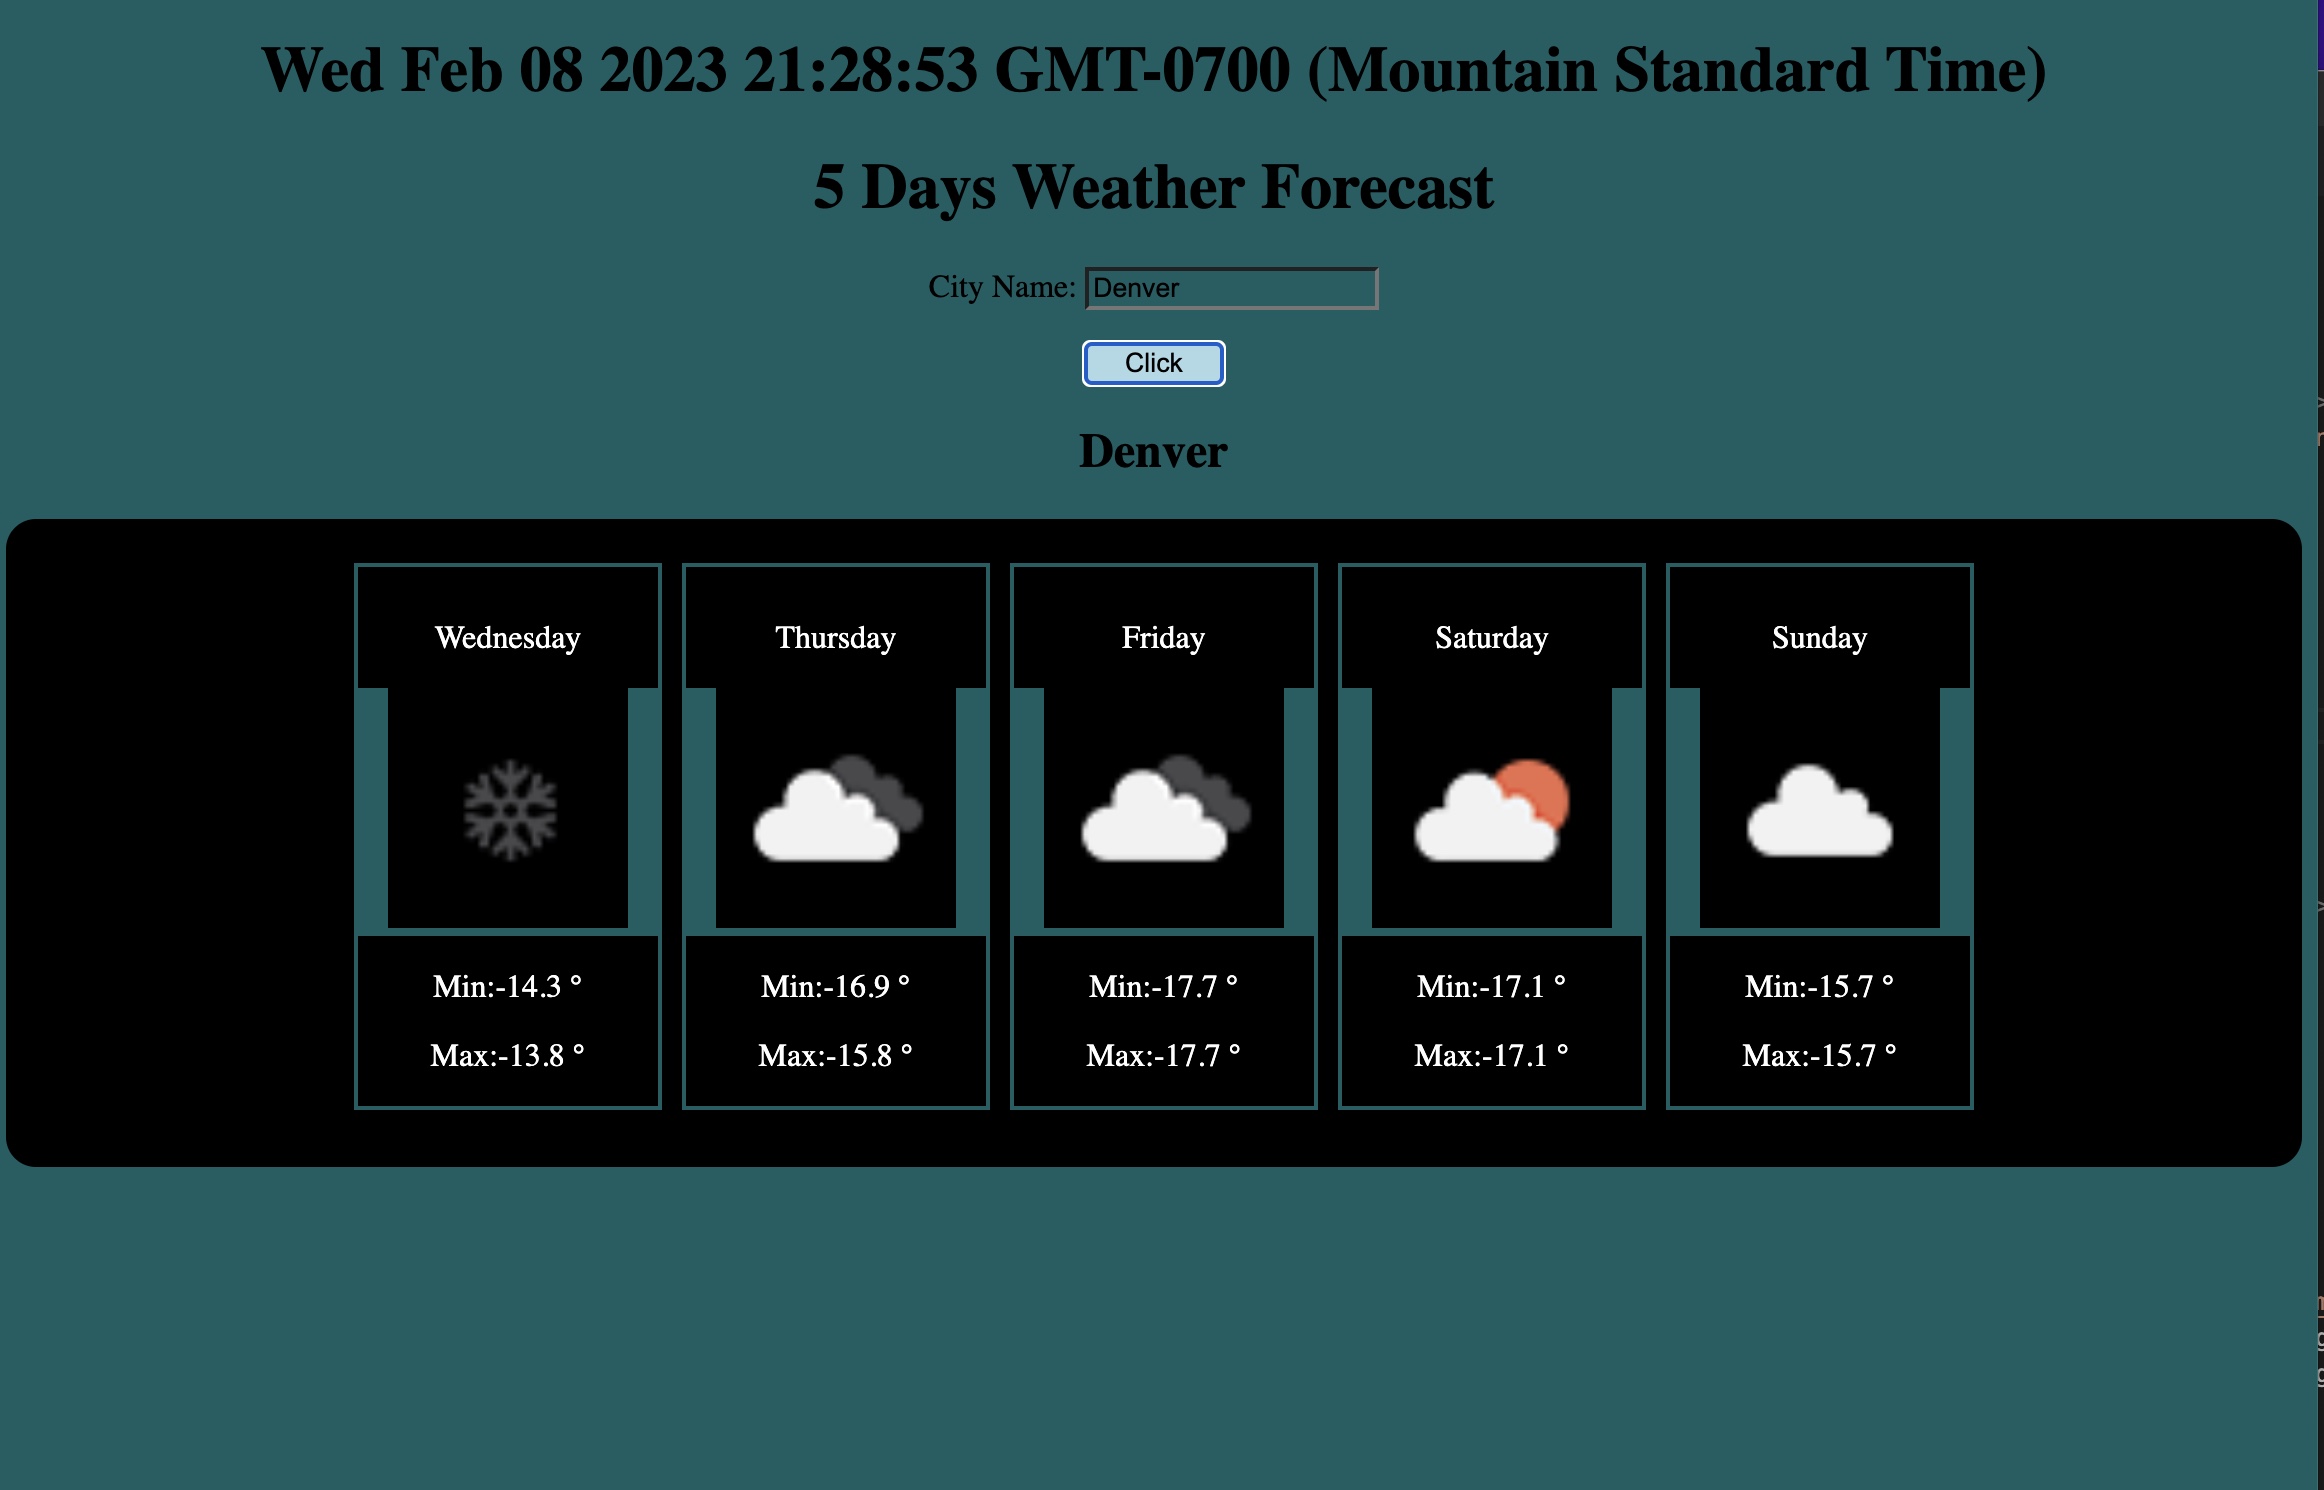 Wed Feb 08 2023 21:28:53 GMT-0700 (Mountain Standard Time)
5 Days Weather Forecast
City Name: Denver
Click
Denver
Wednesday
Min:-14.3 °
Max:-13.8 °
Thursday
Min:-16.9 °
Max:-15.8 °
Friday
Min:-17.7 °
Max:-17.7 °
Saturday
Min:-17.1 °
Max:-17.1 °
Sunday
Min:-15.7 °
Max:-15.7 °